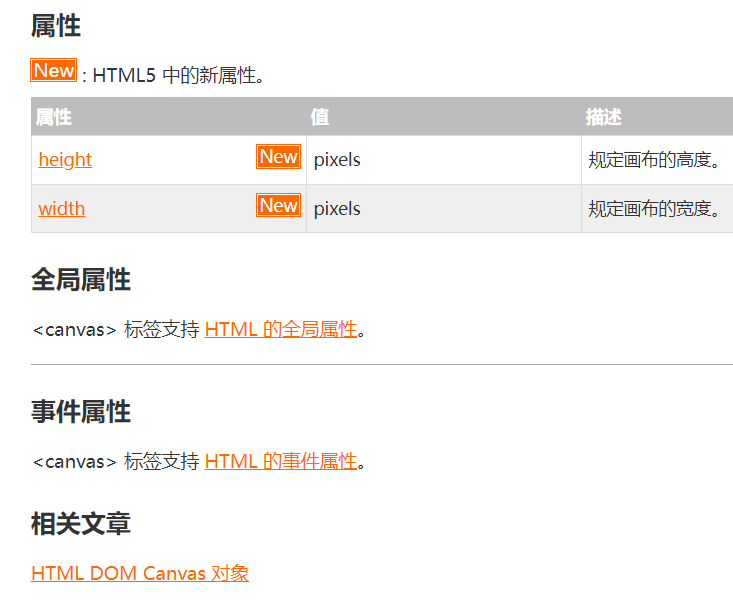 属性
New : HTML5 中的新属性。
属性 值 描述
height New pixels 规定画布的高度。
width New pixels 规定画布的宽度。
全局属性
<canvas> 标签支持 HTML 的全局属性。
事件属性
<canvas> 标签支持 HTML 的事件属性。
相关文章
HTML DOM Canvas 对象